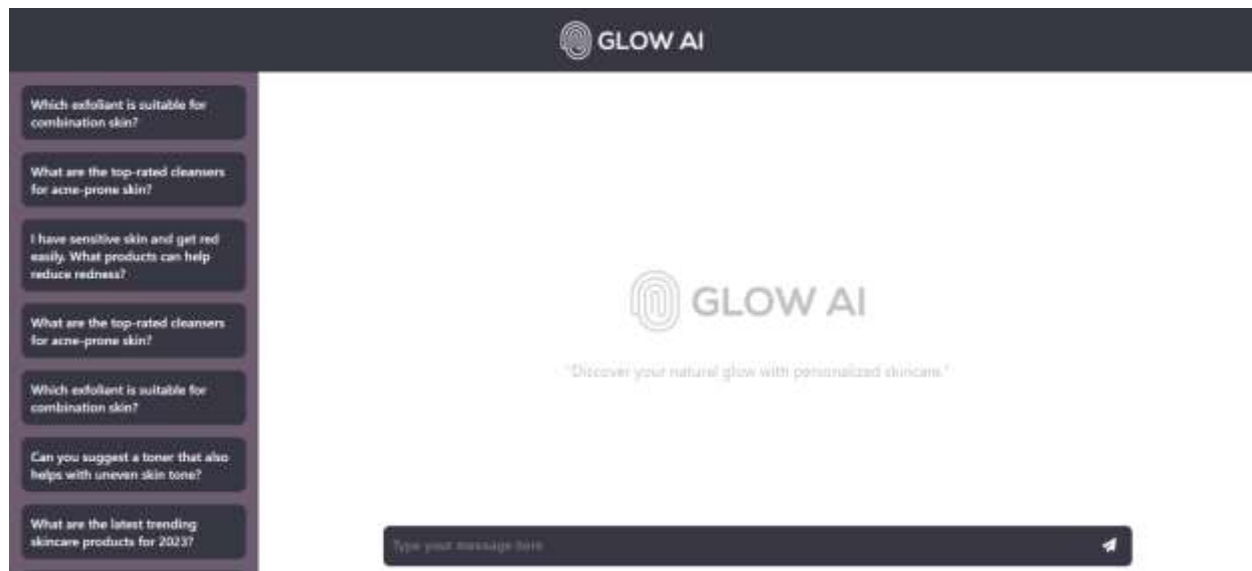 GLOW AI
Which exfoliant is suitable for
combination skin?
What are the top-rated cleansers
for acne-prone skin?
I have sensitive skin and get red
easily. What products can help
reduce redness?
What are the top-rated cleansers
for acne-prone skin?
Which exfoliant is suitable for
combination skin?
Can you suggest a toner that also
helps with uneven skin tone?
What are the latest trending
skincare products for 2023?
GLOW AI
"Discover your natural glow with personalized skincare."
Type your message here